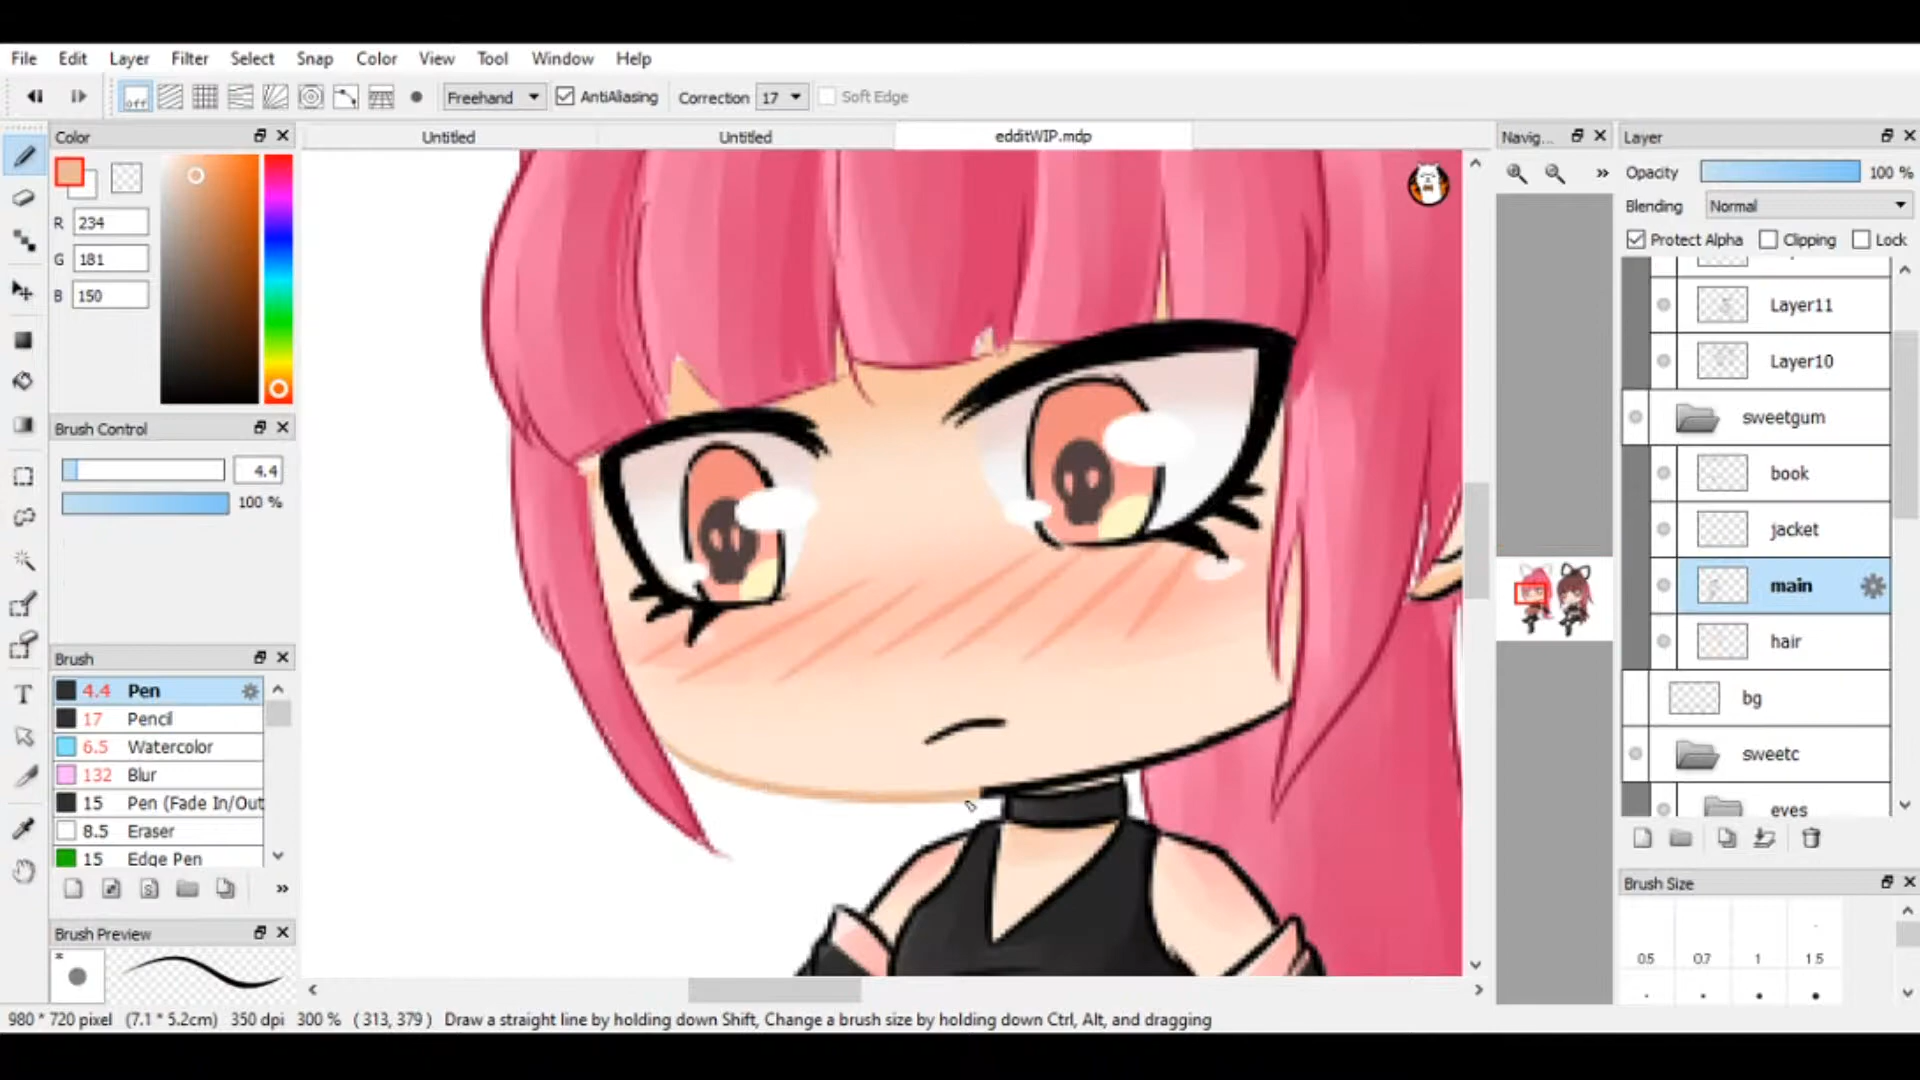 File Edit Layer Filter Select Snap Color View Tool Window Help
off Freehand AntiAliasing Correction 17 Soft Edge
Color
R 234
G 181
B 150
Brush Control
4.4
100 %
Brush
4.4 Pen
17 Pencil
6.5 Watercolor
132 Blur
15 Pen (Fade In/Out
8.5 Eraser
15 Edge Pen
Brush Preview
Untitled Untitled edditWIP.mdp
Navig...
Layer
Opacity 100 %
Blending Normal
Protect Alpha Clipping Lock
Layer11
Layer10
sweetgum
book
jacket
main
hair
bg
sweetc
eyes
Brush Size
0.5 0.7 1 1.5
980 * 720 pixel (7.1 * 5.2cm) 350 dpi 300 % ( 313, 379 ) Draw a straight line by holding down Shift, Change a brush size by holding down Ctrl, Alt, and dragging